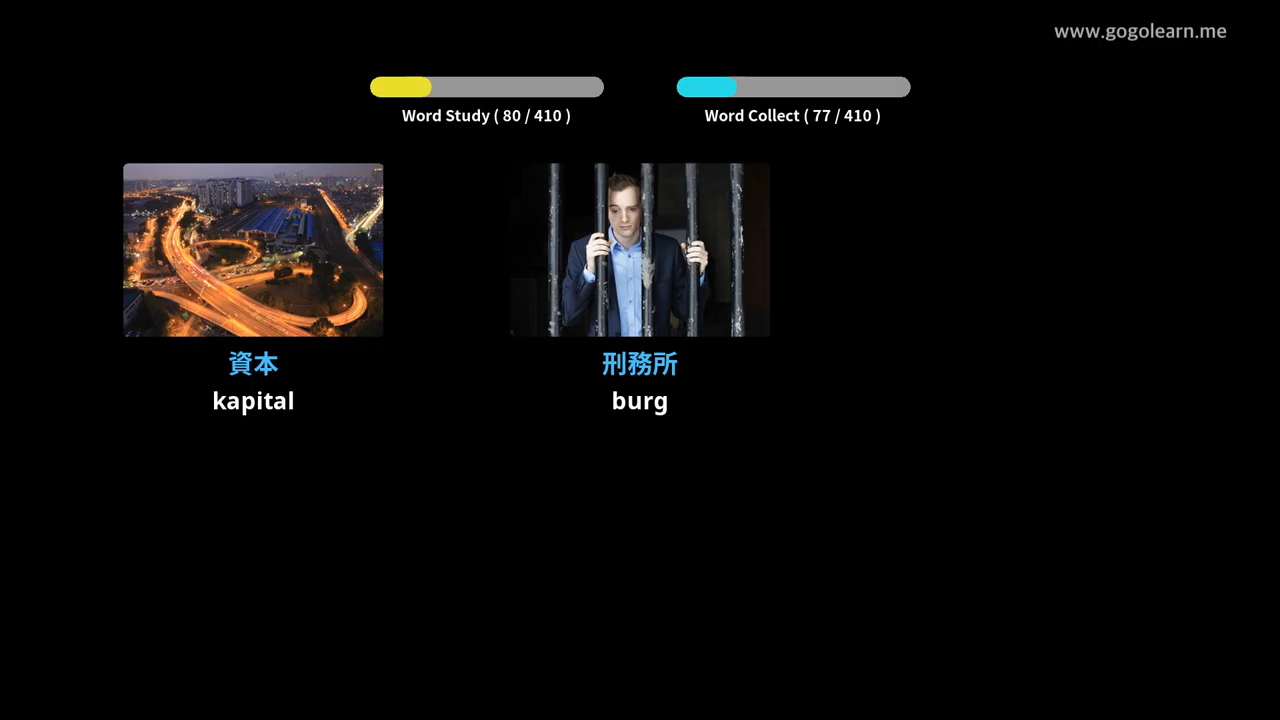 www.gogolearn.me
Word Study ( 80 / 410 )
Word Collect ( 77 / 410 )
資本
kapital
刑務所
burg